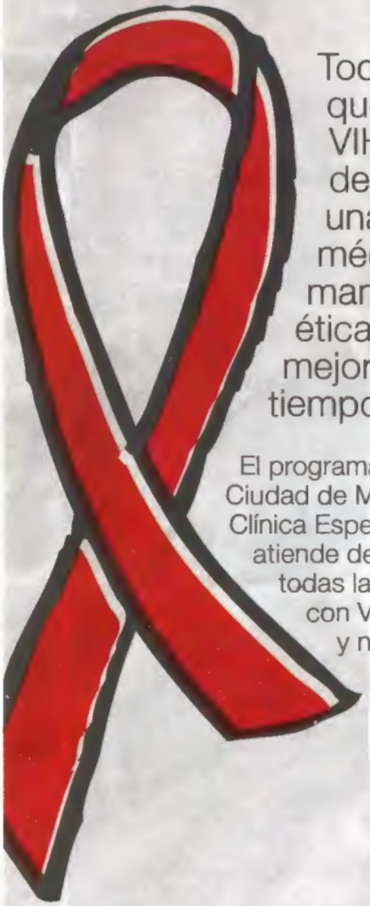 Tod
qu
VIH
de
una
méd
man
ética
mejor
tiempo
El programa
Ciudad de M
Clínica Espe
atiende de
todas la
con V
y n